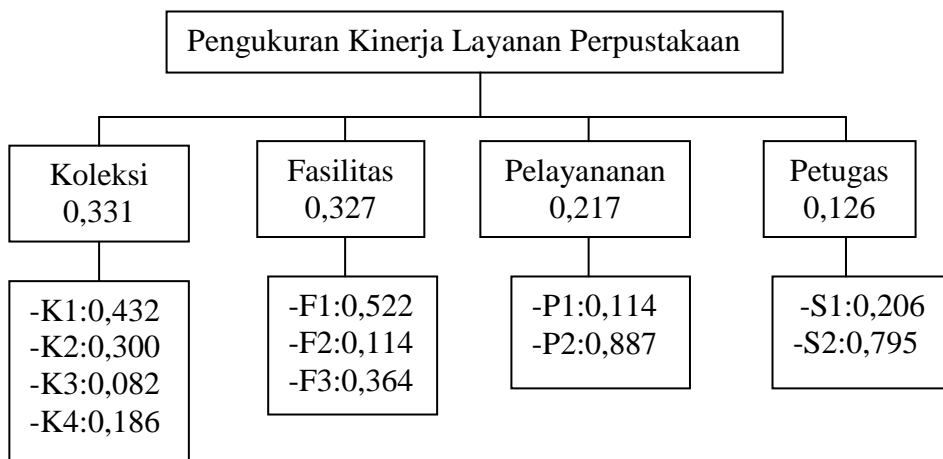 Pengukuran Kinerja Layanan Perpustakaan
Koleksi
0,331
Fasilitas
0,327
Pelayananan
0,217
Petugas
0,126
-K1:0,432
-K2:0,300
-K3:0,082
-K4:0,186
-F1:0,522
-F2:0,114
-F3:0,364
-P1:0,114
-P2:0,887
-S1:0,206
-S2:0,795